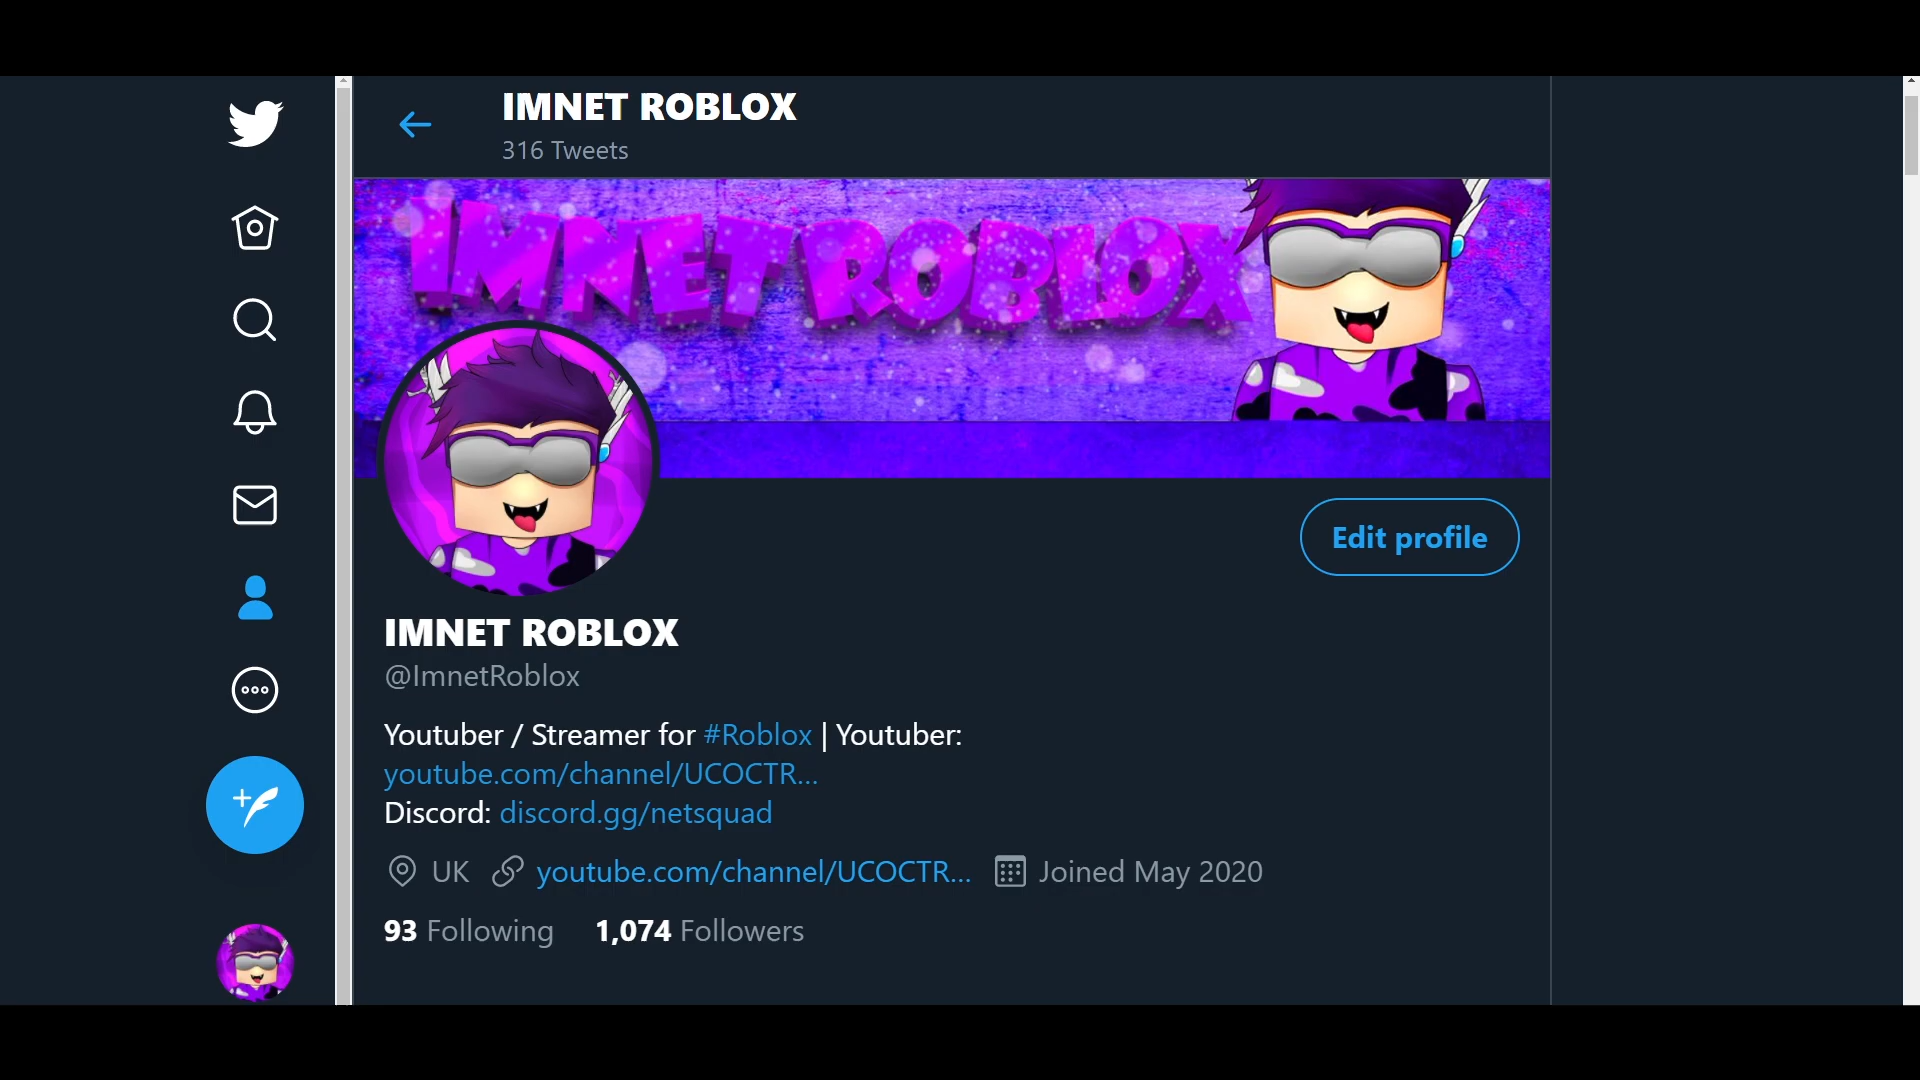 IMNET ROBLOX
316 Tweets
IMNET ROBLOX
Edit profile
IMNET ROBLOX
@ImnetRoblox
Youtuber / Streamer for #Roblox | Youtuber:
youtube.com/channel/UCOCTR...
Discord: discord.gg/netsquad
UK youtube.com/channel/UCOCTR... Joined May 2020
93 Following 1,074 Followers